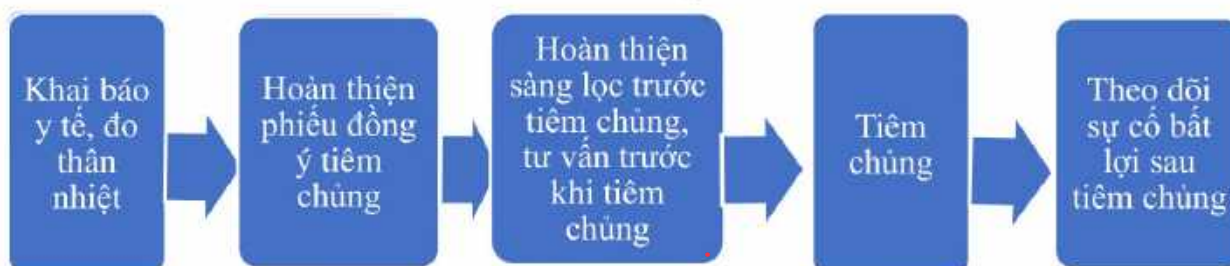 Khai báo
y tế, đo
thân
nhiệt
Hoàn thiện
phiếu đồng
ý tiêm
chủng
Hoàn thiện
sàng lọc trước
tiêm chủng,
tư vấn trước
khi tiêm
chủng
Tiêm
chủng
Theo dõi
sự cố bất
lợi sau
tiêm chủng